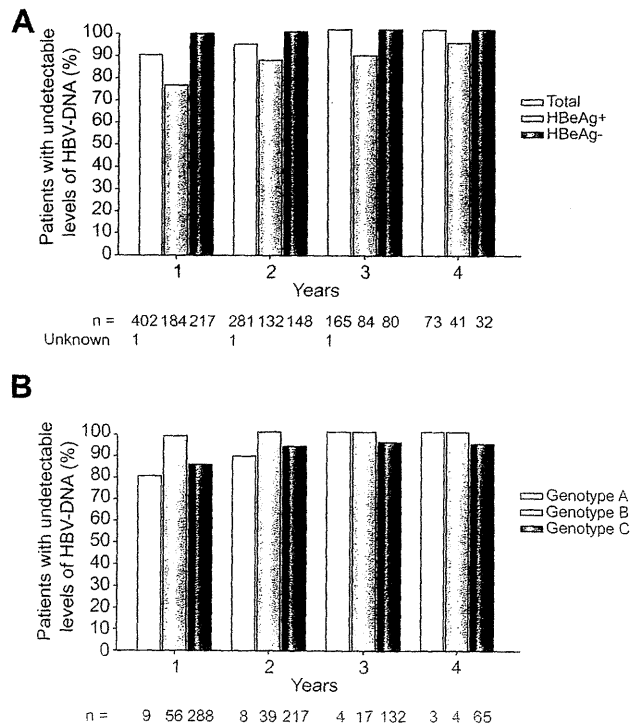 A
Patients with undetectable
levels of HBV-DNA (%)
100
90
80
70
60
50
40
30
20
10
0
1 2 3 4
Years
Total
HBeAg+
HBeAg-
n = 402 184 217 281 132 148 165 84 80 73 41 32
Unknown 1 1 1
B
Patients with undetectable
levels of HBV-DNA (%)
100
90
80
70
60
50
40
30
20
10
0
1 2 3 4
Years
Genotype A
Genotype B
Genotype C
n = 9 56 288 8 39 217 4 17 132 3 4 65